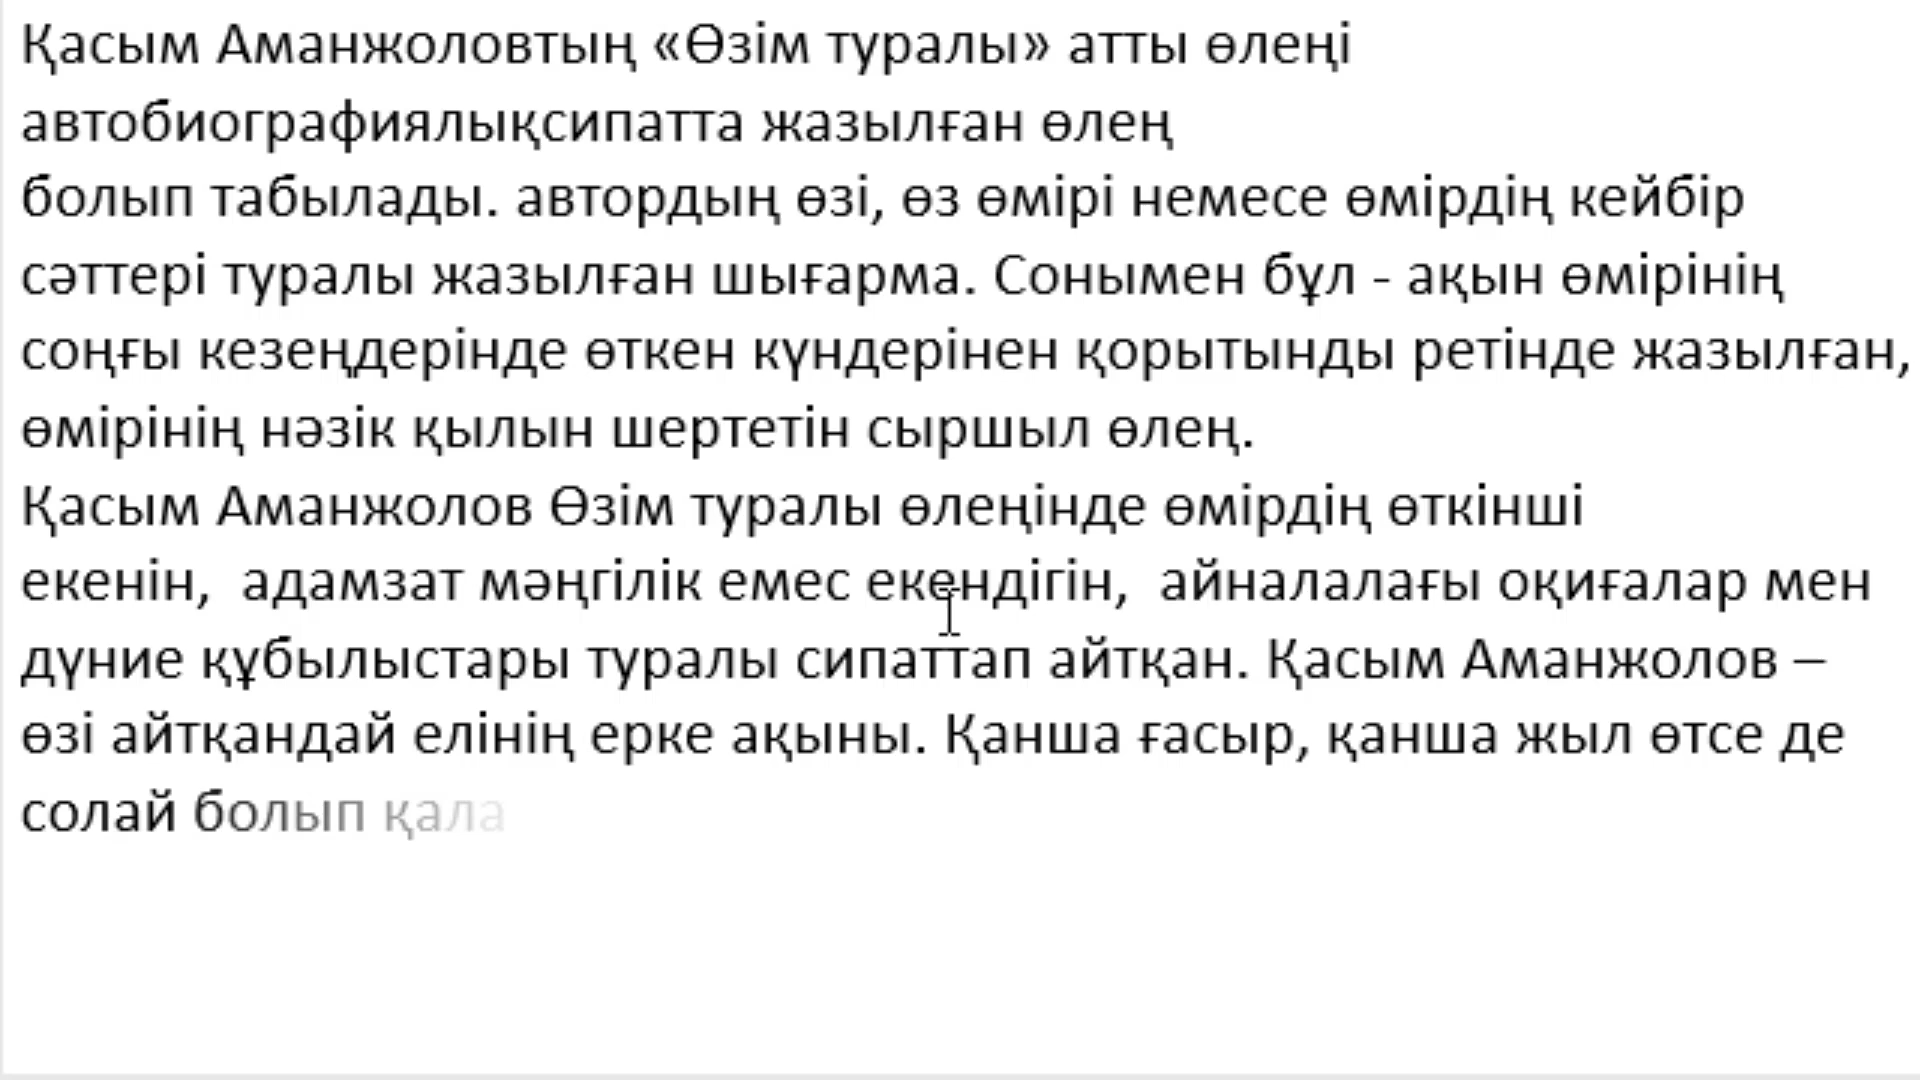 Қасым Аманжоловтың «Өзім туралы» атты өлеңі
автобиографиялықсипатта жазылған өлең
болып табылады. автордың өзі, өз өмірі немесе өмірдің кейбір
сәттері туралы жазылған шығарма. Сонымен бұл - ақын өмірінің
соңғы кезеңдерінде өткен күндерінен қорытынды ретінде жазылған,
өмірінің нәзік қылын шертетін сыршыл өлең.
Қасым Аманжолов Өзім туралы өлеңінде өмірдің өткінші
екенін,  адамзат мәңгілік емес екендігін,  айналалағы оқиғалар мен
дүние құбылыстары туралы сипаттап айтқан. Қасым Аманжолов –
өзі айтқандай елінің ерке ақыны. Қанша ғасыр, қанша жыл өтсе де
солай болып қала